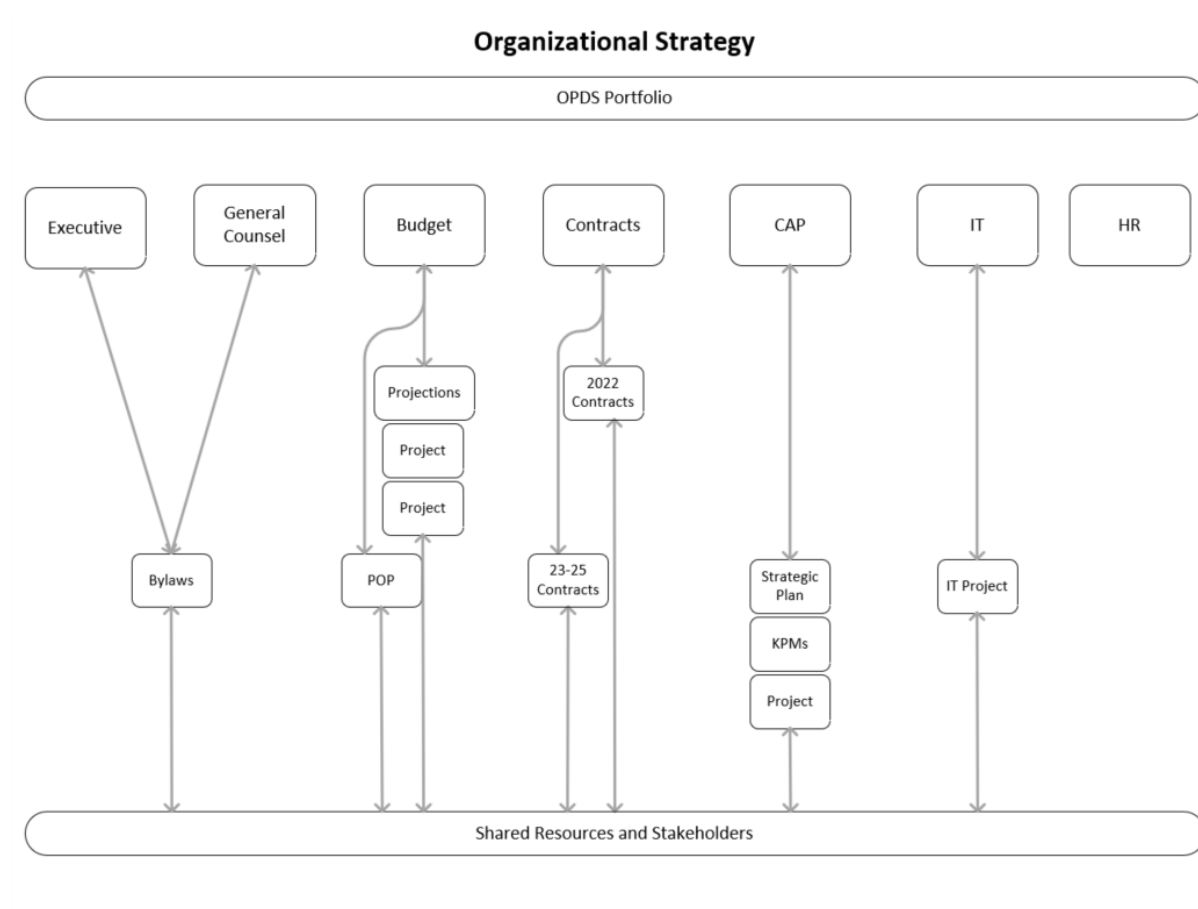 Organizational Strategy
OPDS Portfolio
Executive
General
Counsel
Budget
Contracts
CAP
IT
HR
Projections
Project
Project
2022
Contracts
Bylaws
POP
23-25
Contracts
Strategic
Plan
KPMs
Project
IT Project
Shared Resources and Stakeholders